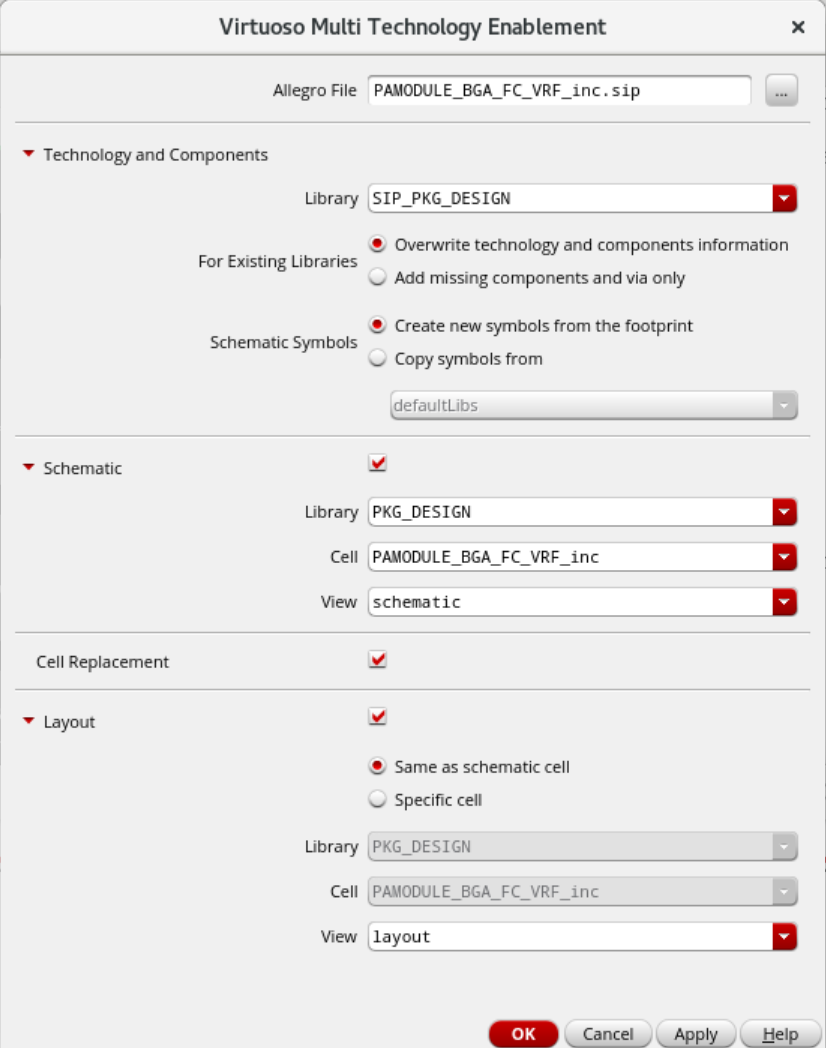 Virtuoso Multi Technology Enablement
Allegro File PAMODULE_BGA_FC_VRF_inc.sip ...
Technology and Components
Library SIP_PKG_DESIGN
For Existing Libraries
Overwrite technology and components information
Add missing components and via only
Schematic Symbols
Create new symbols from the footprint
Copy symbols from
defaultLibs
Schematic
Library PKG_DESIGN
Cell PAMODULE_BGA_FC_VRF_inc
View schematic
Cell Replacement
Layout
Same as schematic cell
Specific cell
Library PKG_DESIGN
Cell PAMODULE_BGA_FC_VRF_inc
View layout
OK Cancel Apply Help